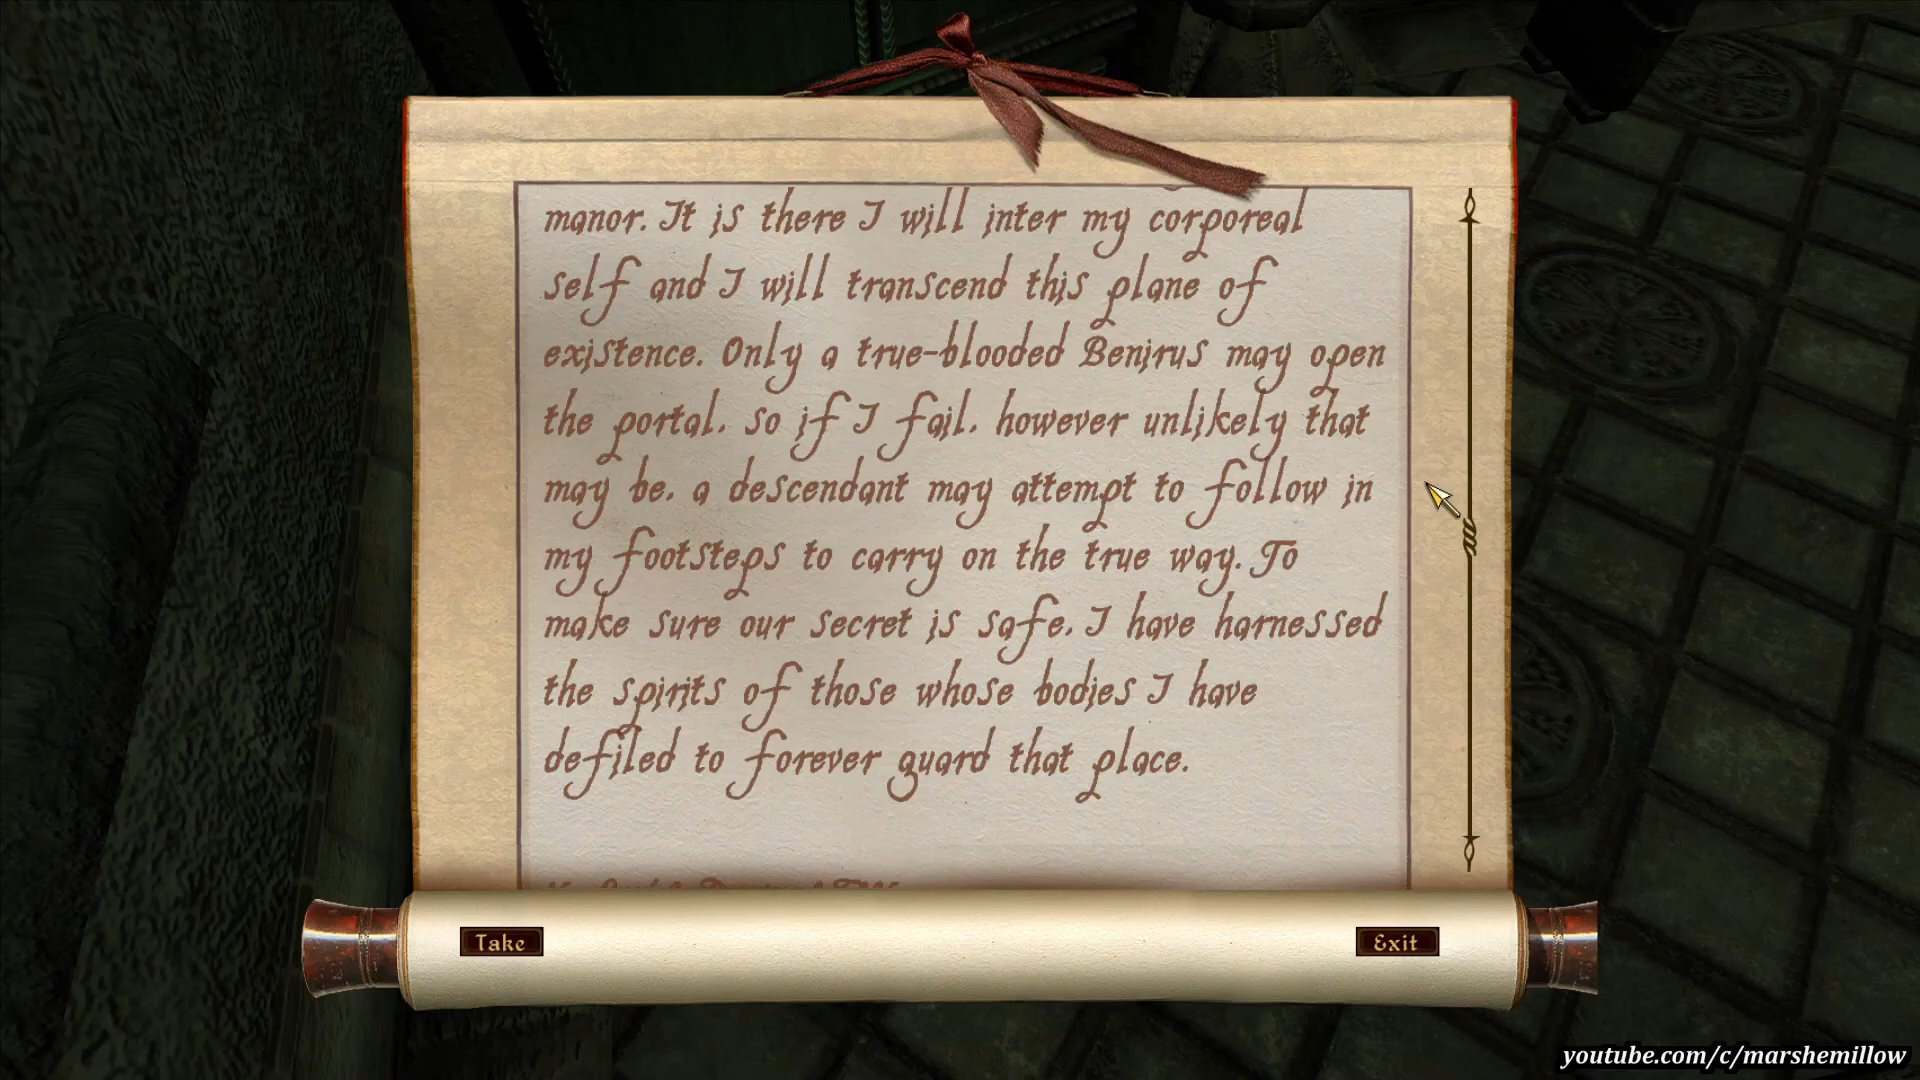 manor. It is there I will inter my corporeal
self and I will transcend this plane of
existence. Only a true-blooded Benirus may open
the portal, so if I fail, however unlikely that
may be, a descendant may attempt to follow in
my footsteps to carry on the true way. To
make sure our secret is safe, I have harnessed
the spirits of those whose bodies I have
defiled to forever guard that place.
Take
Exit
youtube.com/c/marshemillow